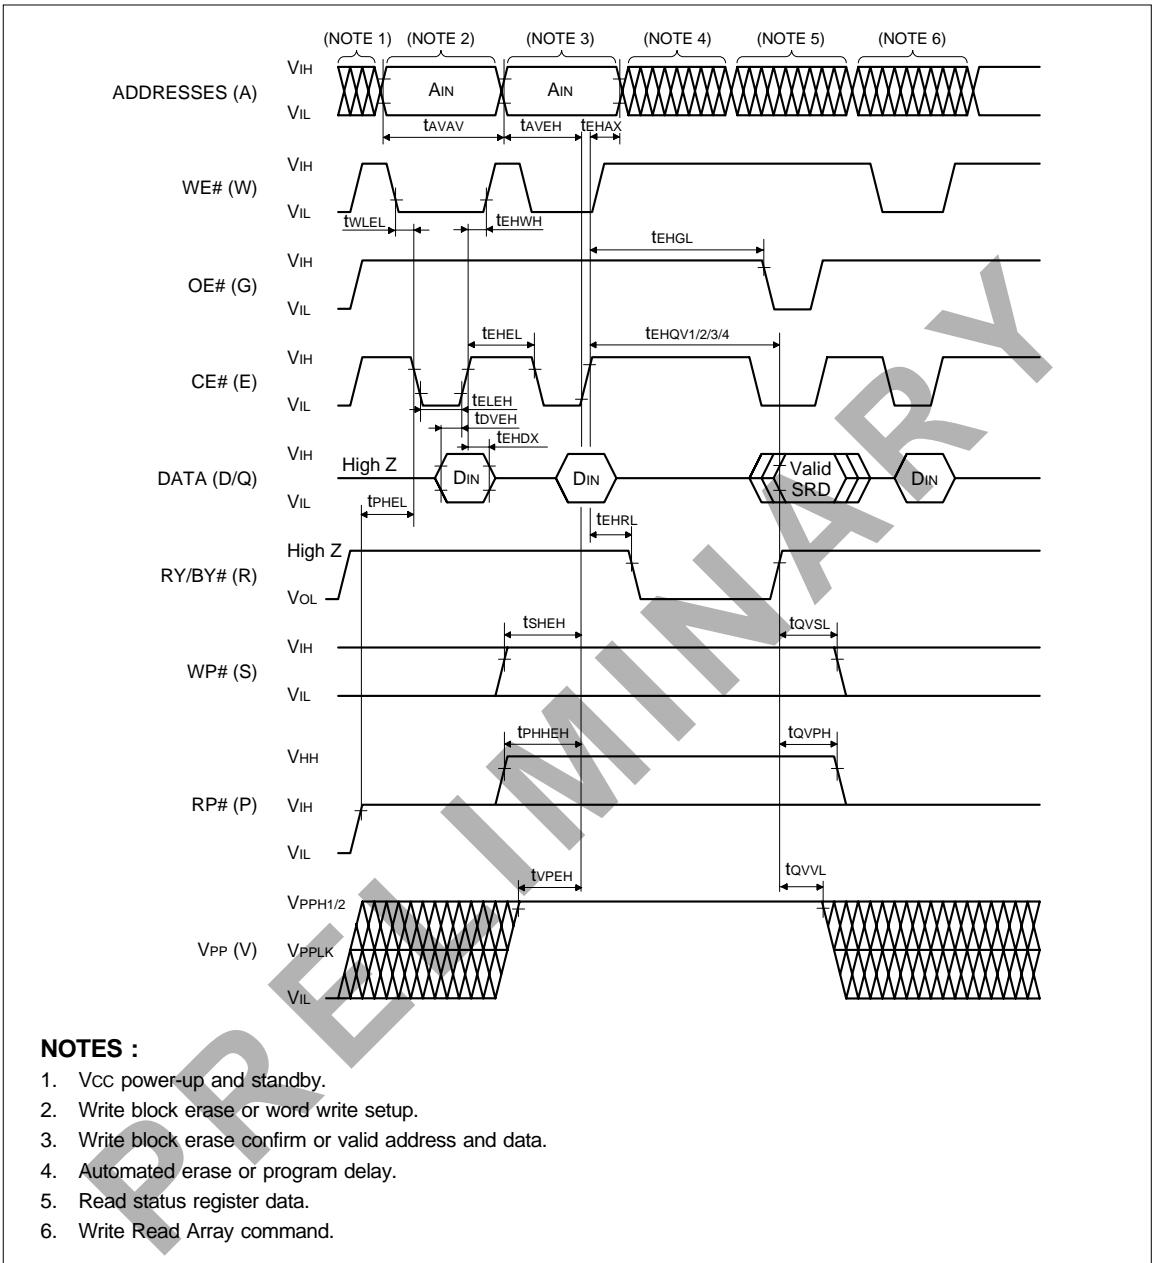 (NOTE 1) (NOTE 2) (NOTE 3) (NOTE 4) (NOTE 5) (NOTE 6)
ADDRESSES (A)
VIH
VIL
AIN
AIN
tAVAV
tAVEH
tEHAX
WE# (W)
VIH
VIL
tWLEL
tEHWH
OE# (G)
VIH
VIL
tEHGL
CE# (E)
VIH
VIL
tEHEL
tEHQV1/2/3/4
tELEH
tDVEH
tEHDX
DATA (D/Q)
VIH
VIL
High Z
DIN
DIN
Valid
SRD
DIN
tPHEL
tEHRL
RY/BY# (R)
High Z
VOL
WP# (S)
VIH
VIL
tSHEH
tQVSL
RP# (P)
VHH
VIH
VIL
tPHHEH
tQVPH
VPP (V)
VPPH1/2
VPPLK
VIL
tVPEH
tQVVL
PRELIMINARY
NOTES :
1. VCC power-up and standby.
2. Write block erase or word write setup.
3. Write block erase confirm or valid address and data.
4. Automated erase or program delay.
5. Read status register data.
6. Write Read Array command.